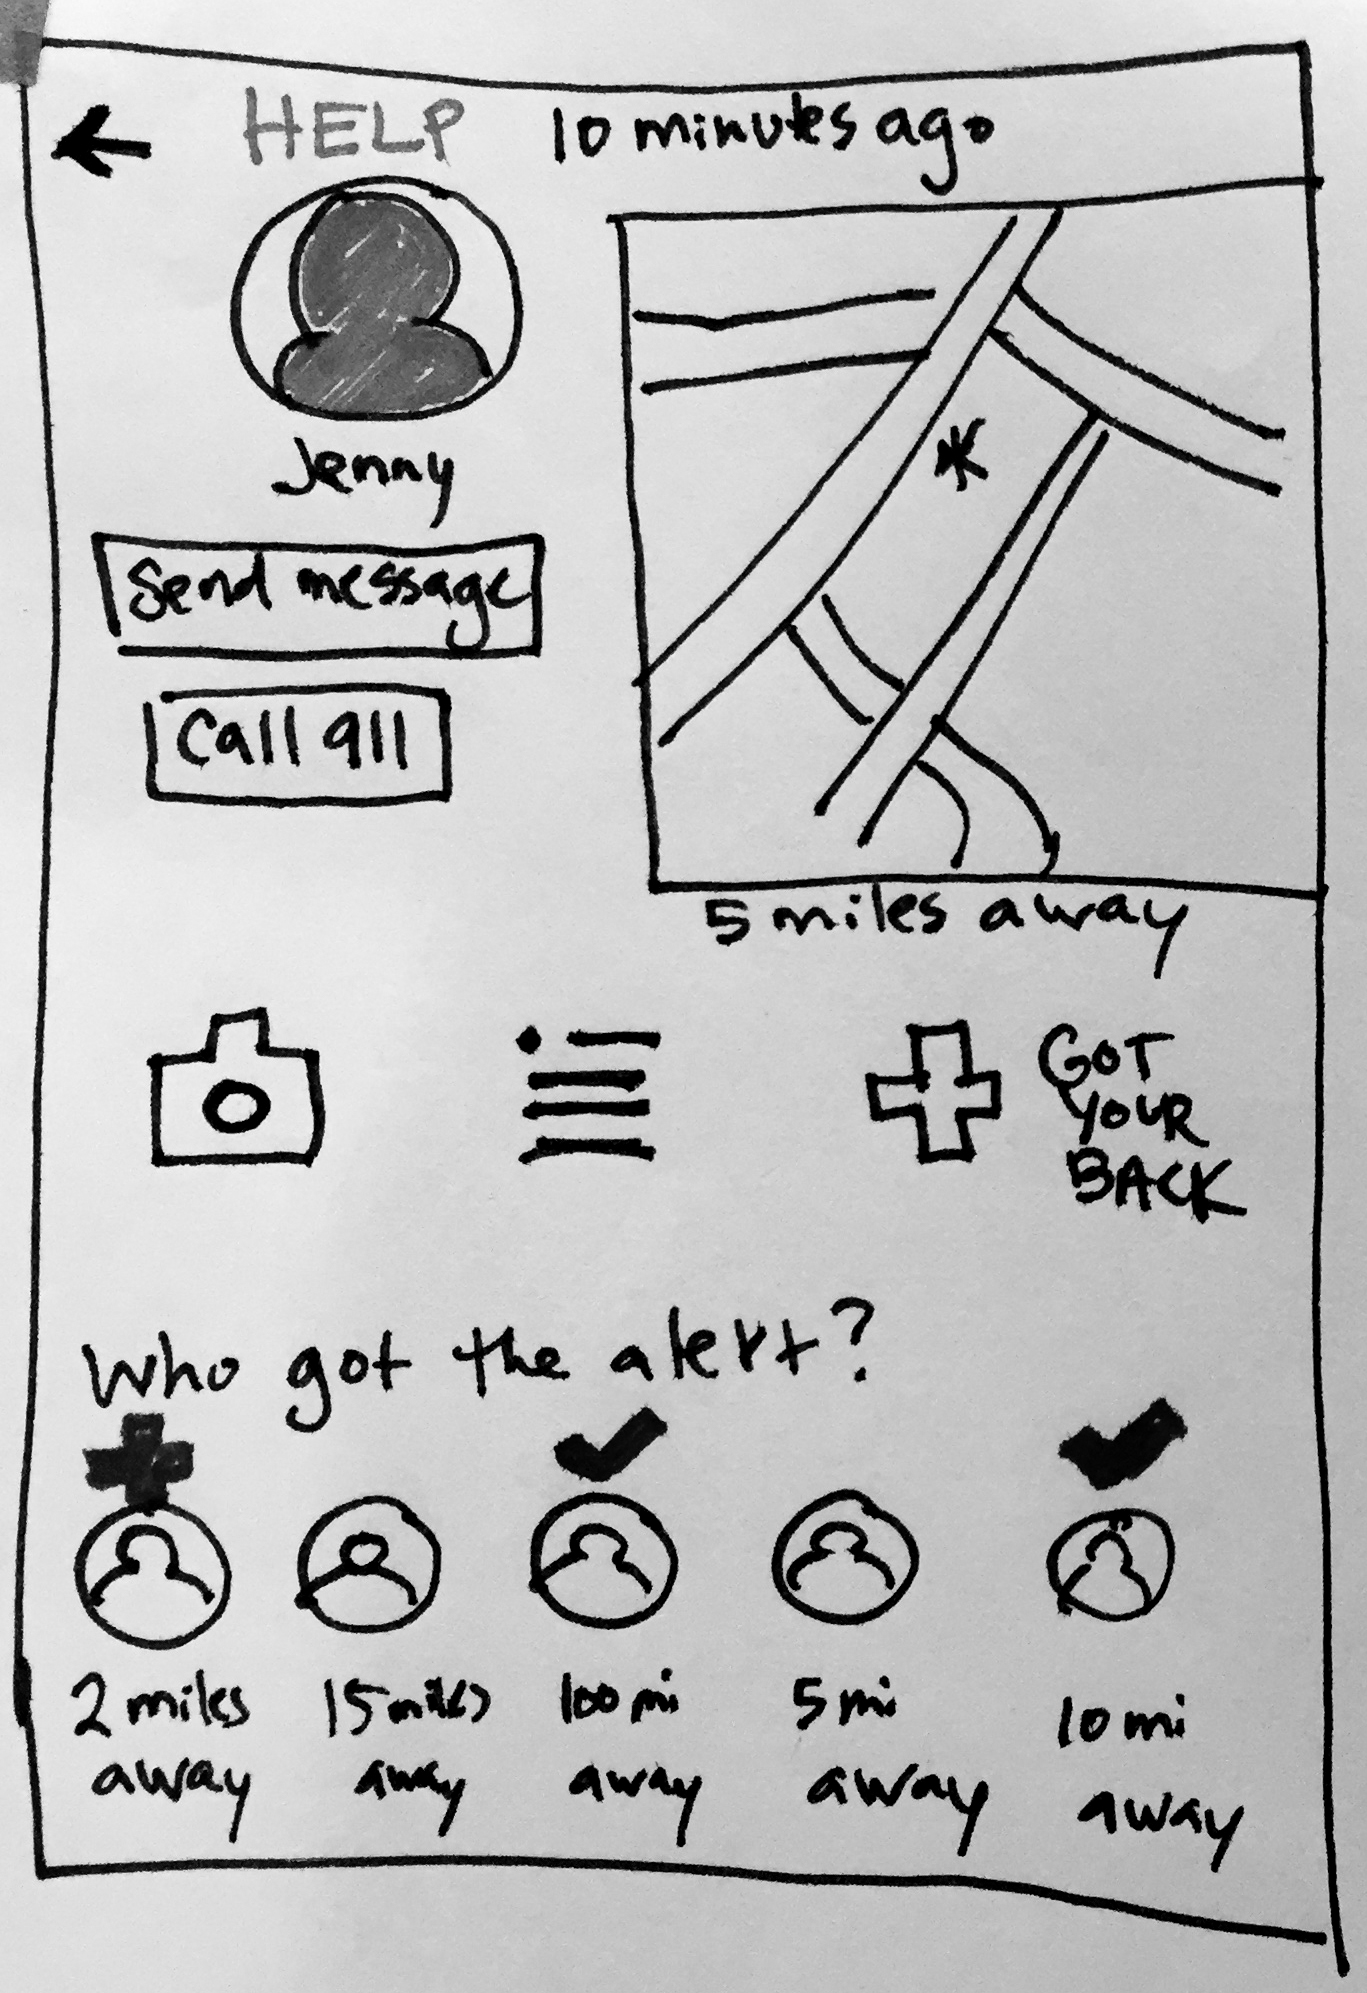 HELP 10 minutes ago
Jenny
Send message
Call 911
5 miles away
GOT
YOUR
BACK
Who got the alert?
2 miles
away
15 miles
away
100 mi
away
5 mi
away
10 mi
away